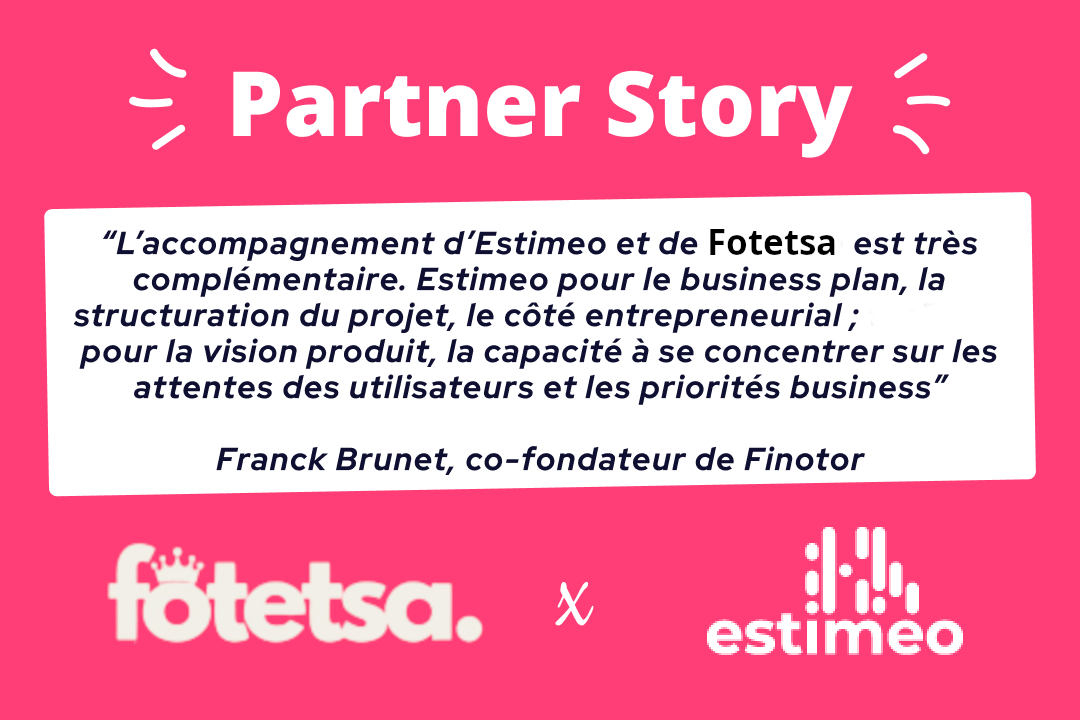 Partner Story
“L’accompagnement d’Estimeo et de Fotetsa est très
complémentaire. Estimeo pour le business plan, la
structuration du projet, le côté entrepreneurial ;
pour la vision produit, la capacité à se concentrer sur les
attentes des utilisateurs et les priorités business”
Franck Brunet, co-fondateur de Finotor
fotetsa. x estimeo